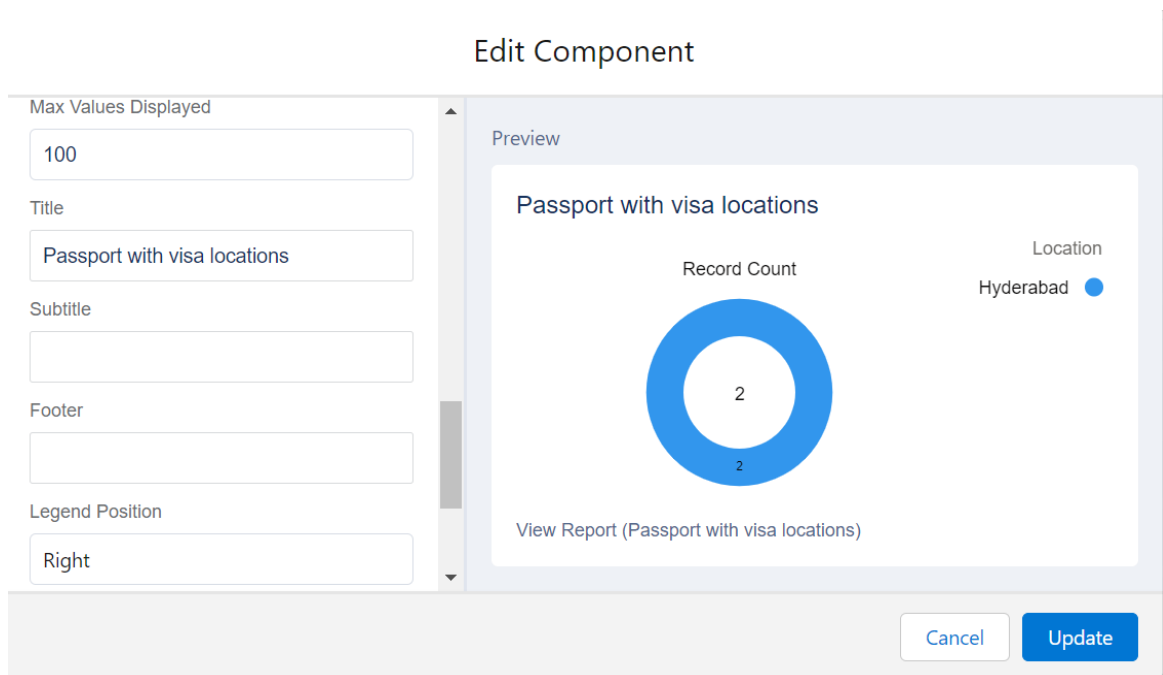 Edit Component
Max Values Displayed
100
Title
Passport with visa locations
Subtitle
Footer
Legend Position
Right
Preview
Passport with visa locations
Location
Hyderabad
Record Count
2
2
View Report (Passport with visa locations)
Cancel
Update